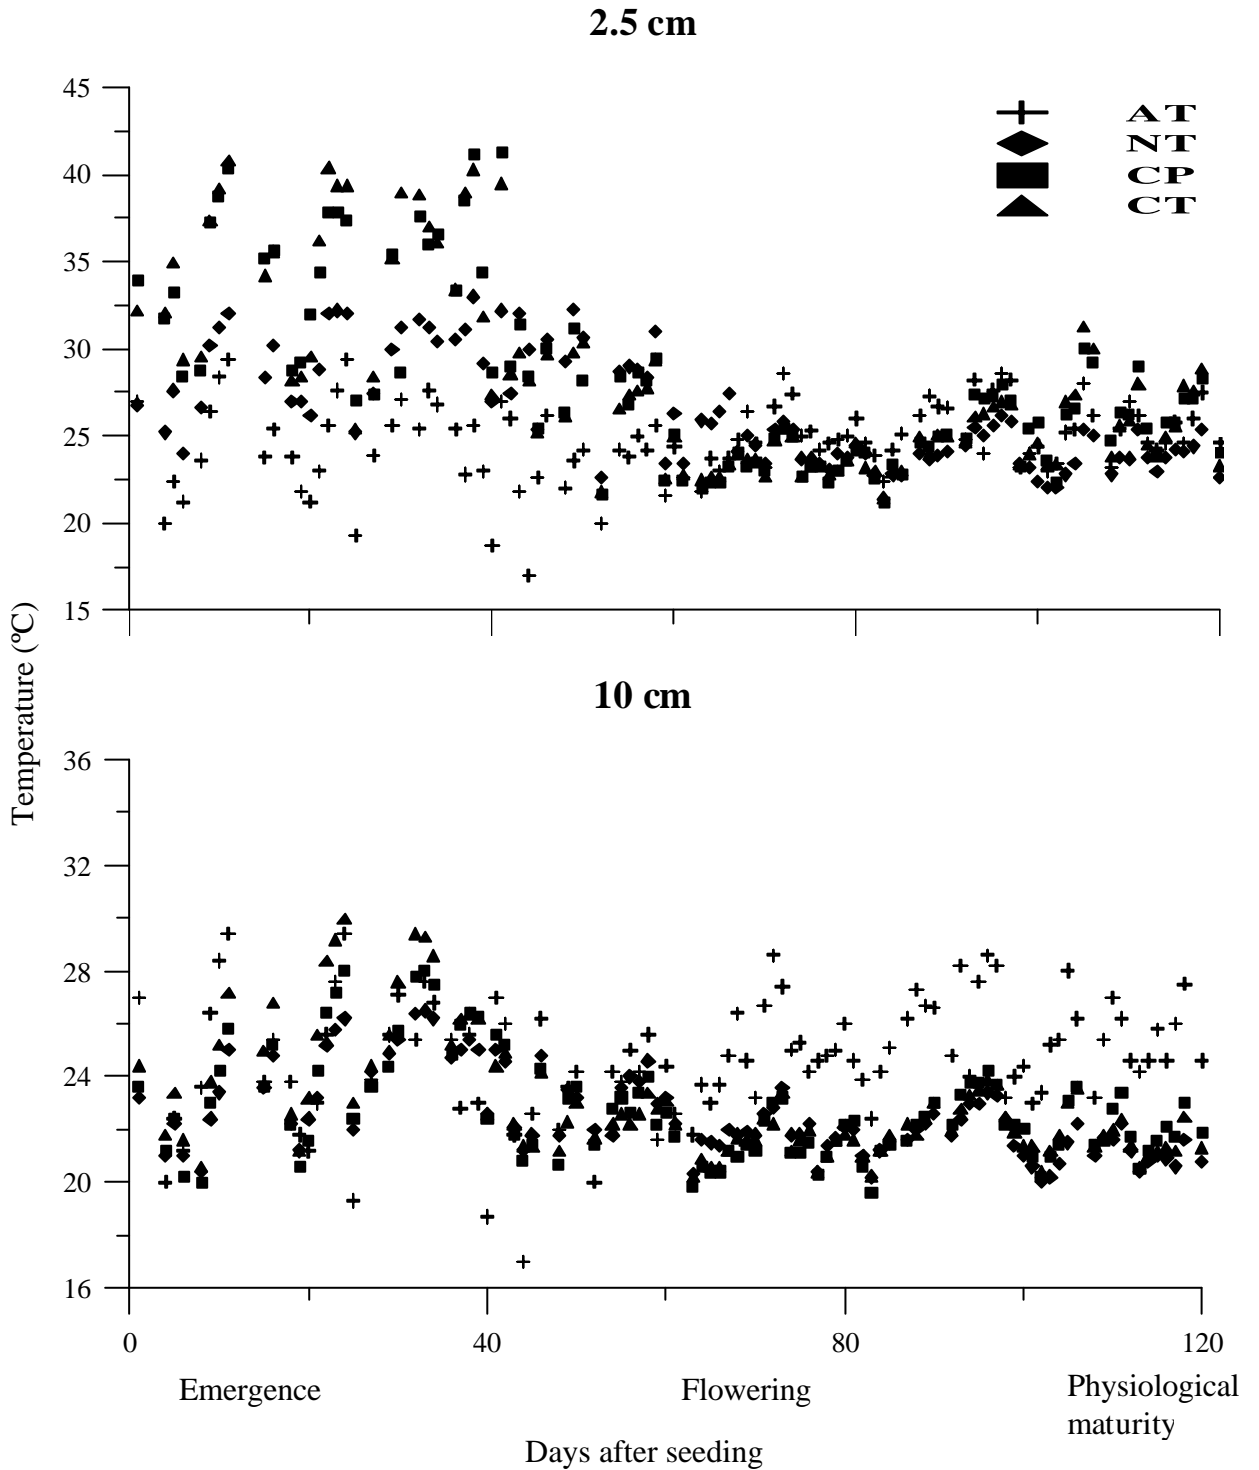 2.5 cm
45
AT
NT
40
CP
CT
35
30
25
20
15
Temperature (ºC)
10 cm
36
32
28
24
20
16
0 40 80 120
Emergence Flowering Physiological
maturity
Days after seeding